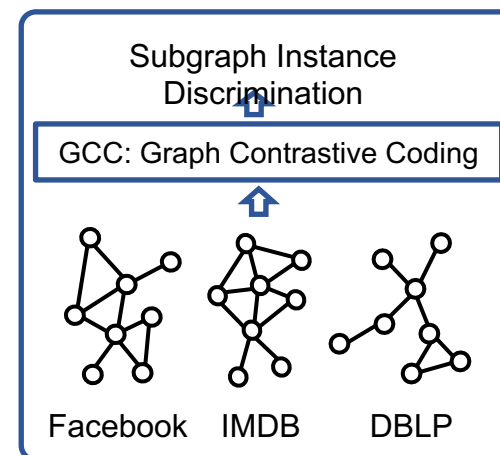 Subgraph Instance
Discrimination
GCC: Graph Contrastive Coding
Facebook IMDB DBLP